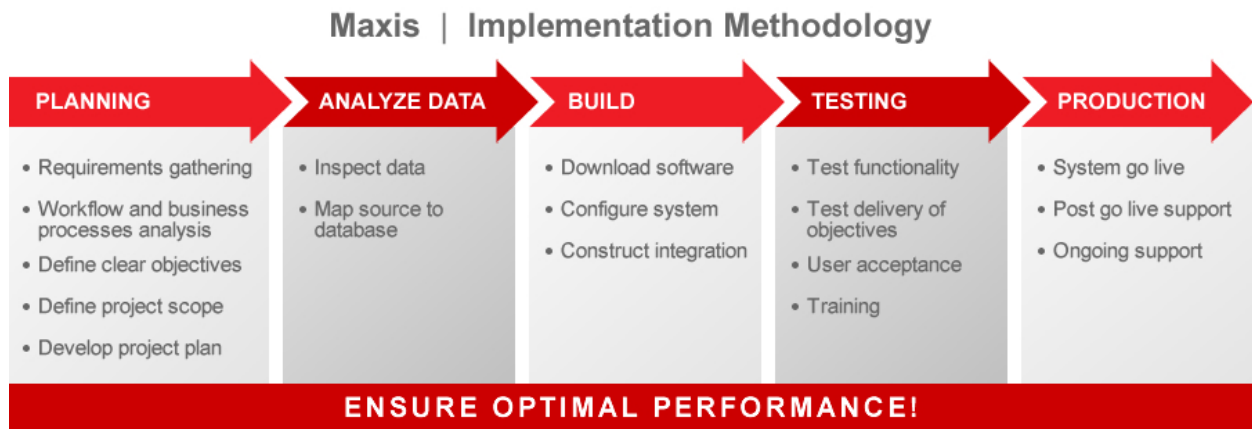 Maxis | Implementation Methodology
PLANNING
• Requirements gathering
• Workflow and business
processes analysis
• Define clear objectives
• Define project scope
• Develop project plan
ANALYZE DATA
• Inspect data
• Map source to
database
BUILD
• Download software
• Configure system
• Construct integration
TESTING
• Test functionality
• Test delivery of
objectives
• User acceptance
• Training
PRODUCTION
• System go live
• Post go live support
• Ongoing support
ENSURE OPTIMAL PERFORMANCE!